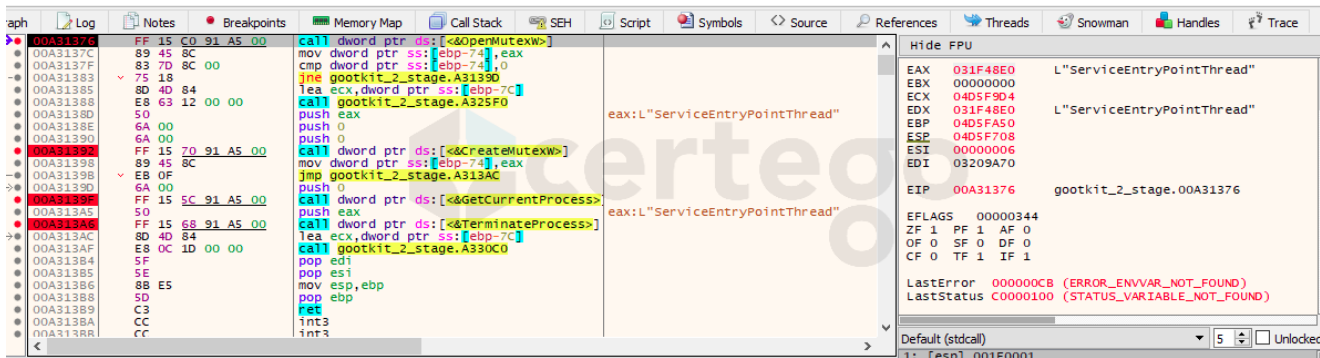 raph Log Notes Breakpoints Memory Map Call Stack SEH Script Symbols Source References Threads Snowman Handles Trace
00A31376 FF 15 C0 91 A5 00 call dword ptr ds:[<&OpenMutexW>]
00A3137C 89 45 8C mov dword ptr ss:[ebp-74],eax
00A3137F 83 7D 8C 00 cmp dword ptr ss:[ebp-74],0
00A31383 75 18 jne gootkit_2_stage.A3139D
00A31385 8D 4D 84 lea ecx,dword ptr ss:[ebp-7C]
00A31388 E8 63 12 00 00 call gootkit_2_stage.A325F0
00A3138D 50 push eax eax:L"ServiceEntryPointThread"
00A3138E 6A 00 push 0
00A31390 6A 00 push 0
00A31392 FF 15 70 91 A5 00 call dword ptr ds:[<&CreateMutexW>]
00A31398 89 45 8C mov dword ptr ss:[ebp-74],eax
00A3139B EB 0F jmp gootkit_2_stage.A313AC
00A3139D 6A 00 push 0
00A3139F FF 15 5C 91 A5 00 call dword ptr ds:[<&GetCurrentProcess>
00A313A5 50 push eax eax:L"ServiceEntryPointThread"
00A313A6 FF 15 68 91 A5 00 call dword ptr ds:[<&TerminateProcess>]
00A313AC 8D 4D 84 lea ecx,dword ptr ss:[ebp-7C]
00A313AF E8 0C 1D 00 00 call gootkit_2_stage.A330C0
00A313B4 5F pop edi
00A313B5 5E pop esi
00A313B6 8B E5 mov esp,ebp
00A313B8 5D pop ebp
00A313B9 C3 ret
00A313BA CC int3
00A313BB CC int3
certego
Hide FPU
EAX 031F48E0 L"ServiceEntryPointThread"
EBX 00000000
ECX 04D5F9D4
EDX 031F48E0 L"ServiceEntryPointThread"
EBP 04D5FA50
ESP 04D5F708
ESI 00000006
EDI 03209A70
EIP 00A31376 gootkit_2_stage.00A31376
EFLAGS 00000344
ZF 1 PF 1 AF 0
OF 0 SF 0 DF 0
CF 0 TF 1 IF 1
LastError 000000CB (ERROR_ENVVAR_NOT_FOUND)
LastStatus C0000100 (STATUS_VARIABLE_NOT_FOUND)
Default (stdcall) 5 Unlocked
1: [esp] 001F0001